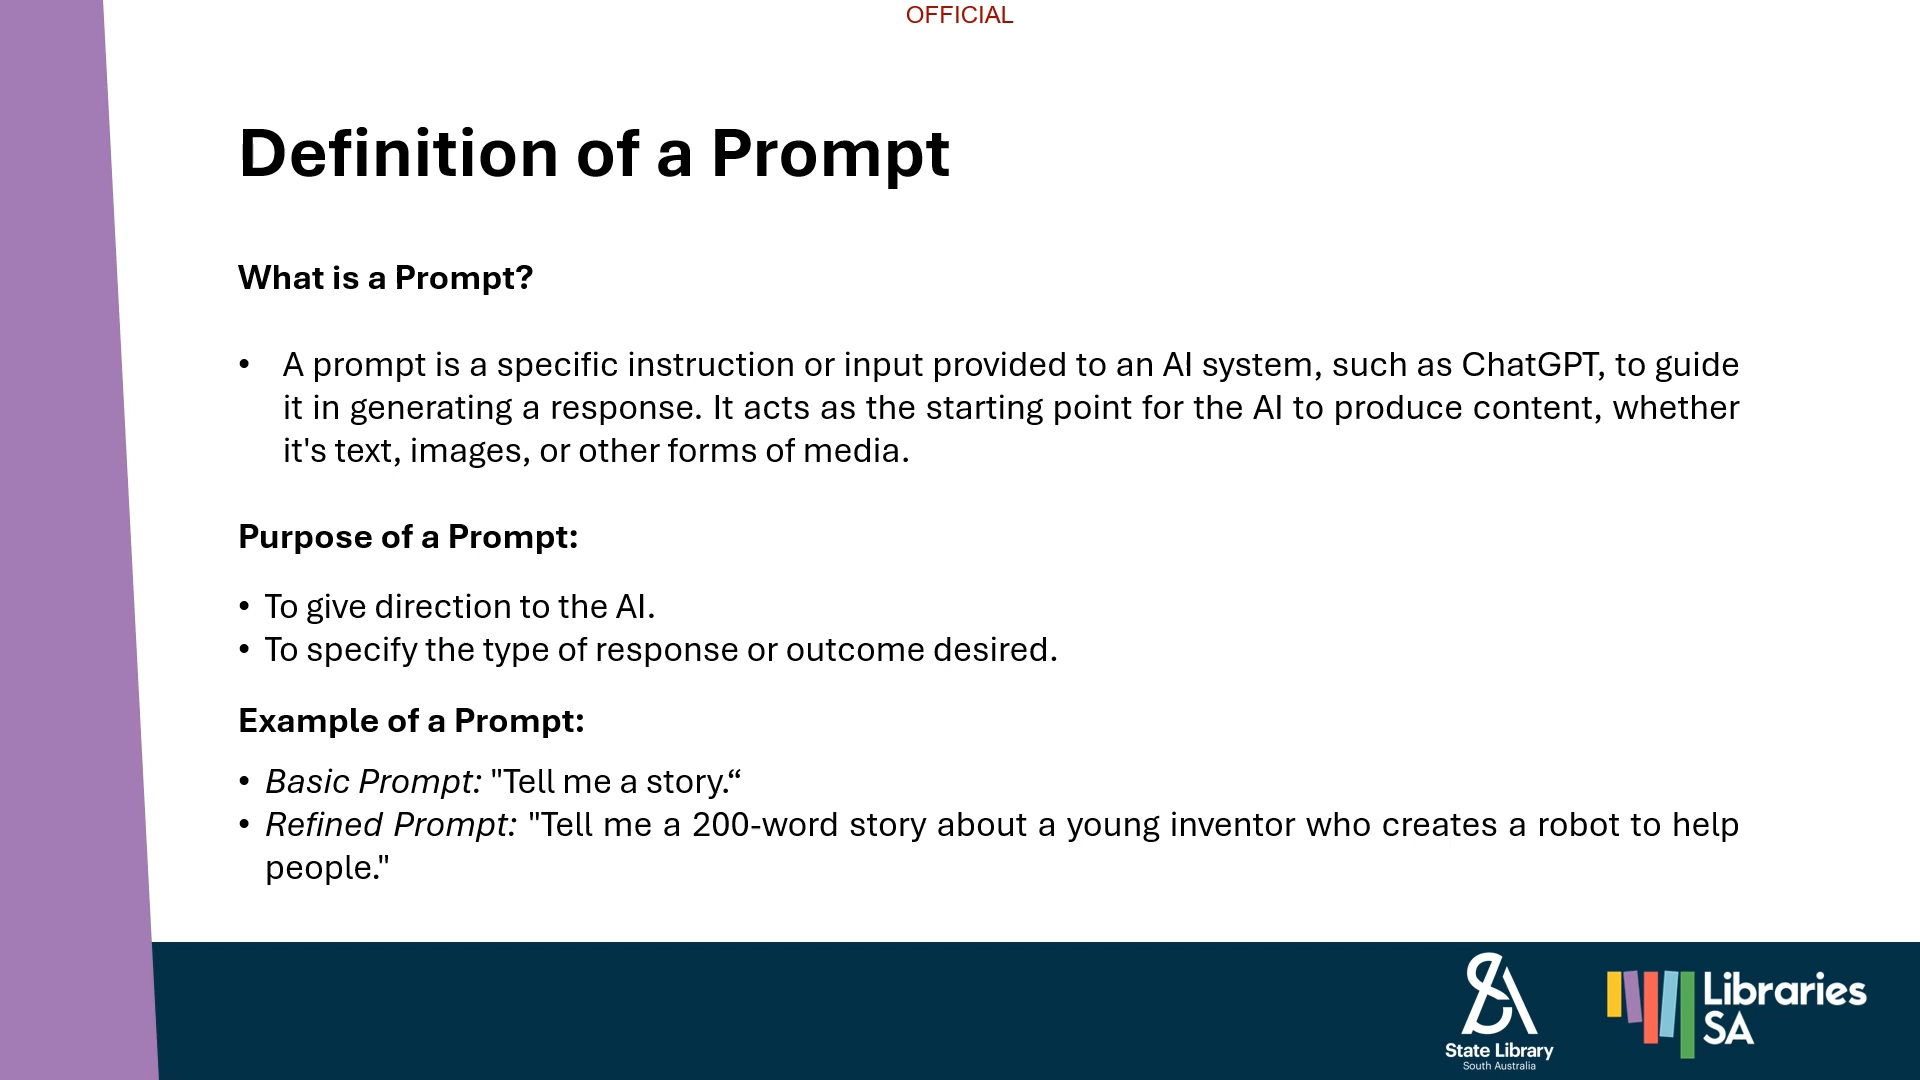 OFFICIAL
Definition of a Prompt
What is a Prompt?
• A prompt is a specific instruction or input provided to an AI system, such as ChatGPT, to guide
it in generating a response. It acts as the starting point for the AI to produce content, whether
it's text, images, or other forms of media.
Purpose of a Prompt:
• To give direction to the AI.
• To specify the type of response or outcome desired.
Example of a Prompt:
• Basic Prompt: "Tell me a story.“
• Refined Prompt: "Tell me a 200-word story about a young inventor who creates a robot to help
people."
State Library
South Australia
Libraries
SA